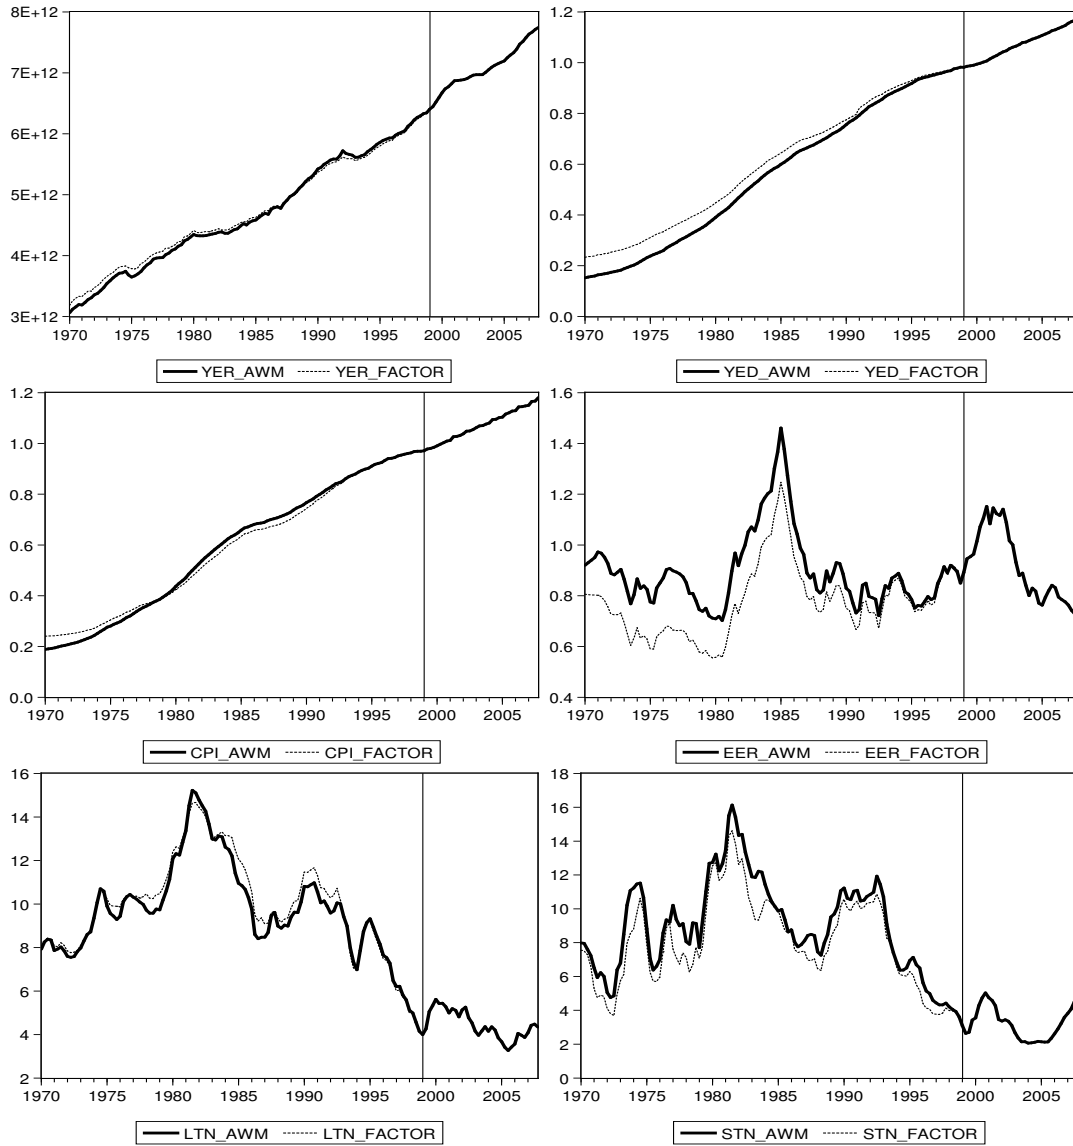 8E+12
7E+12
6E+12
5E+12
4E+12
3E+12
1970 1975 1980 1985 1990 1995 2000 2005
YER_AWM YER_FACTOR
1.2
1.0
0.8
0.6
0.4
0.2
0.0
1970 1975 1980 1985 1990 1995 2000 2005
YED_AWM YED_FACTOR
1.2
1.0
0.8
0.6
0.4
0.2
0.0
1970 1975 1980 1985 1990 1995 2000 2005
CPI_AWM CPI_FACTOR
1.6
1.4
1.2
1.0
0.8
0.6
0.4
1970 1975 1980 1985 1990 1995 2000 2005
EER_AWM EER_FACTOR
16
14
12
10
8
6
4
2
1970 1975 1980 1985 1990 1995 2000 2005
LTN_AWM LTN_FACTOR
18
16
14
12
10
8
6
4
2
0
1970 1975 1980 1985 1990 1995 2000 2005
STN_AWM STN_FACTOR